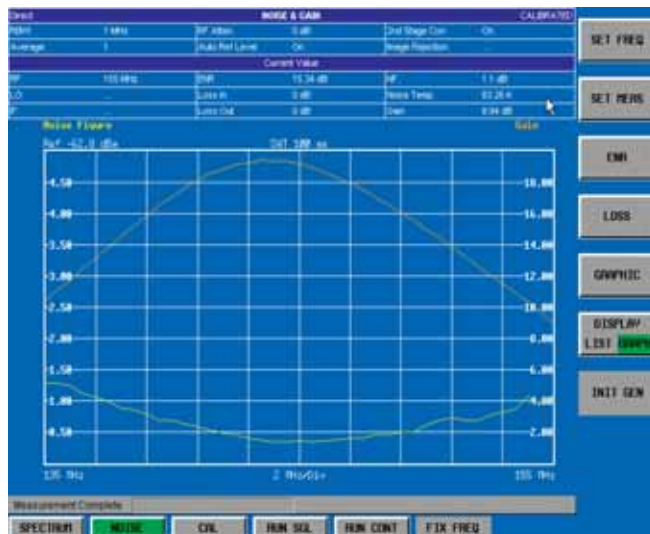 Direct NOISE & GAIN CALIBRATED
RBW 1 MHz RF Atten 0 dB 2nd Stage Corr On
Average 1 Auto Ref Level On Image Rejection
Current Value
RF 100 MHz ENR 15.34 dB NF 1.1 dB
LO Loss In 0 dB Noise Temp
IF Loss Out 0 dB Gain
Noise Figure Gain
Ref -62.0 dBm SWT 100 ms
4.50 18.00
4.00 16.00
3.50 14.00
3.00 12.00
2.50 10.00
2.00 8.00
1.50 6.00
1.00 4.00
0.50 2.00
135 MHz 2 MHz/Div 155 MHz
Measurement Complete
SPECTRUM NOISE CAL RUN SGL RUN CONT FIX FREQ
SET FREQ
SET MEAS
ENR
LOSS
GRAPHIC
DISPLAY
LIST GRAPH
INIT GEN